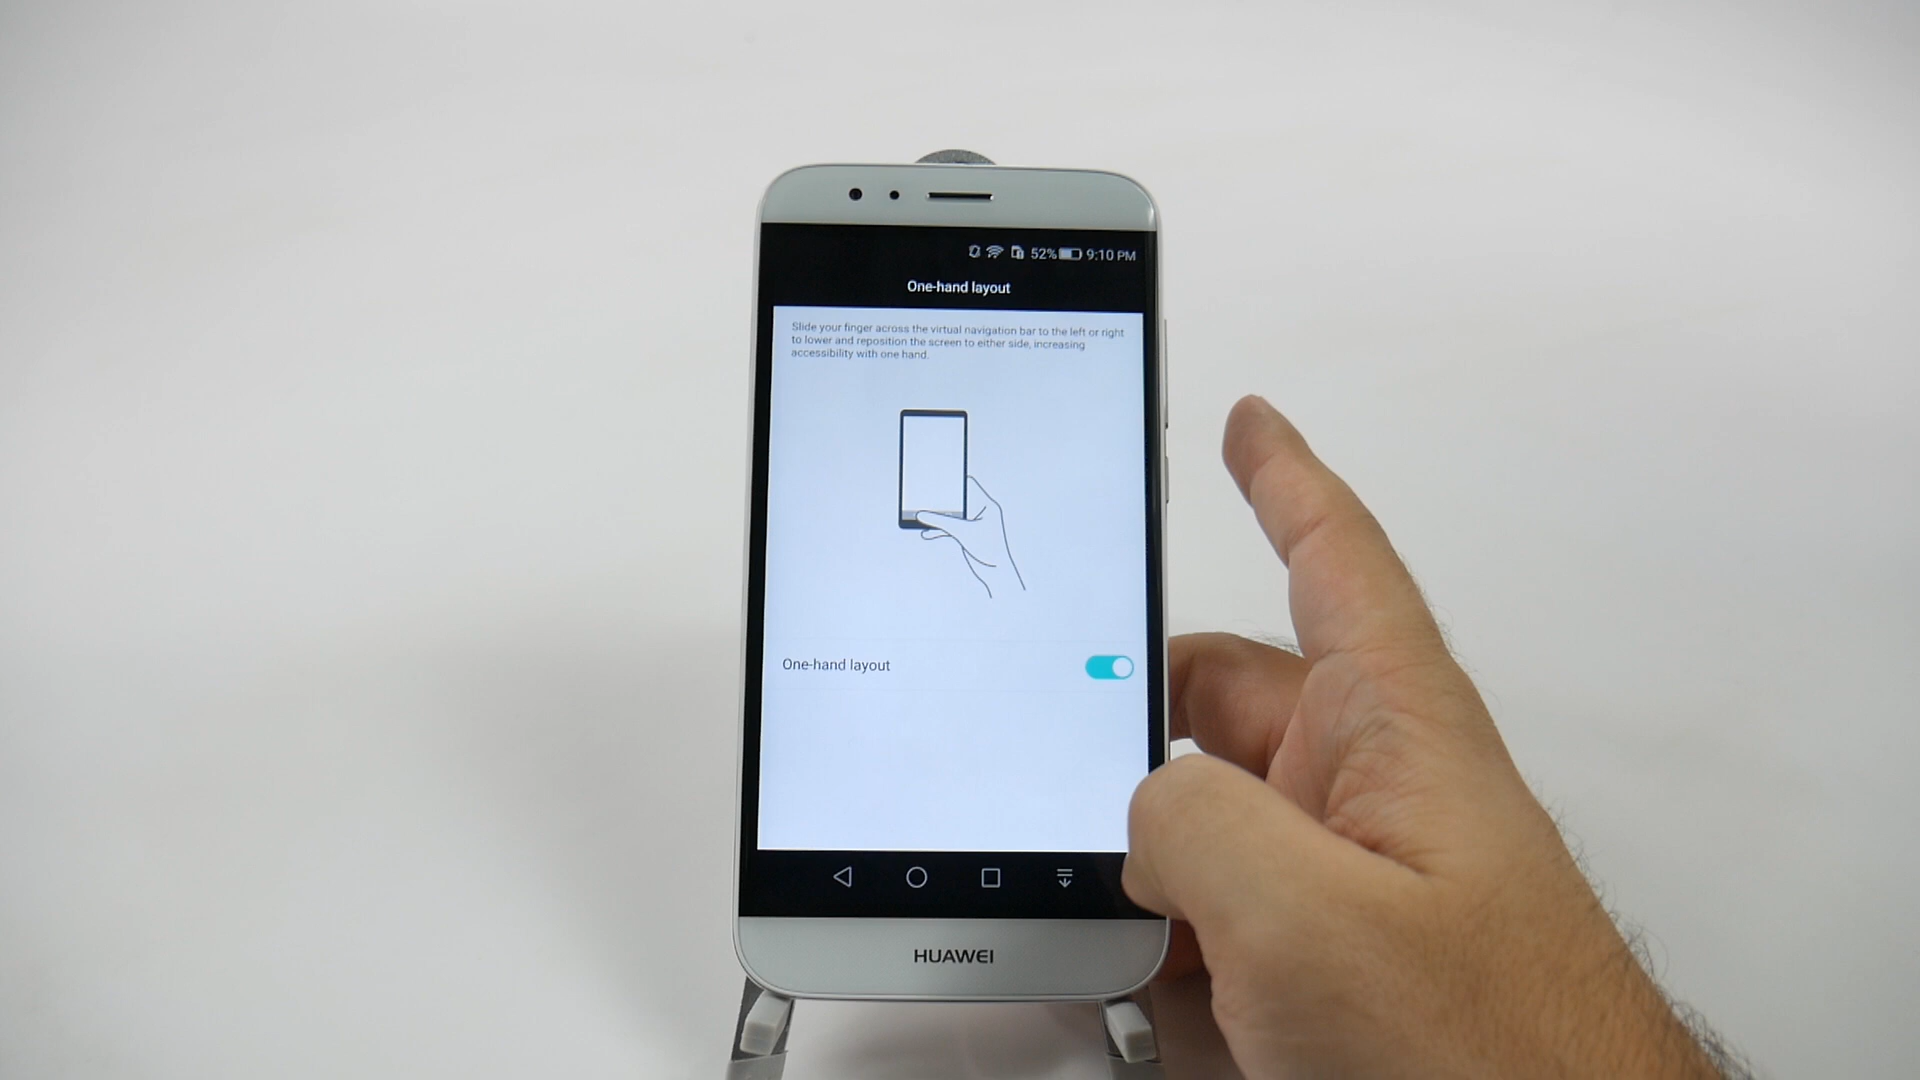 52% 9:10 PM
One-hand layout
Slide your finger across the virtual navigation bar to the left or right
to lower and reposition the screen to either side, increasing
accessibility with one hand.
One-hand layout
HUAWEI